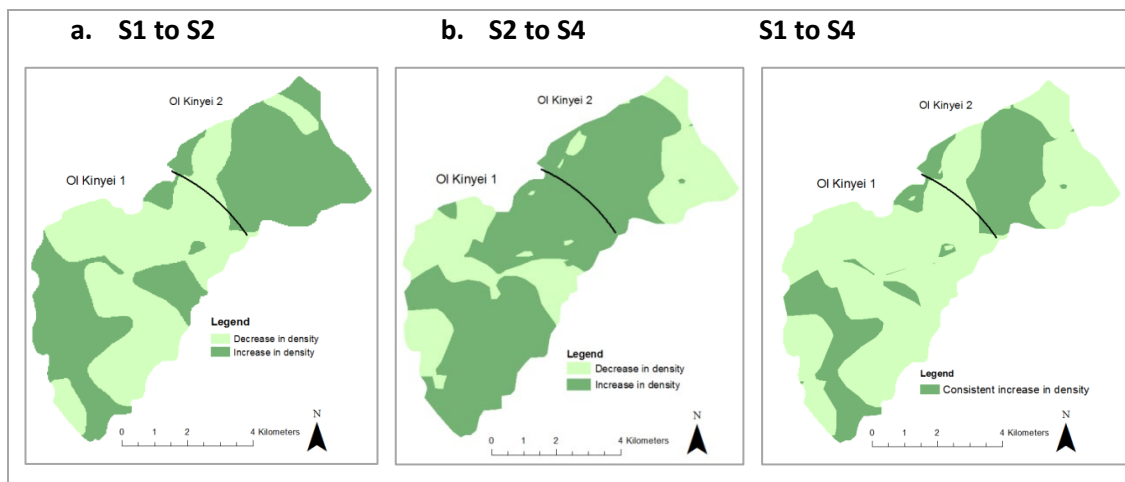 a. S1 to S2
b. S2 to S4
S1 to S4
Ol Kinyei 2
Ol Kinyei 1
Legend
Decrease in density
Increase in density
0 1 2 4 Kilometers
N
Ol Kinyei 2
Ol Kinyei 1
Legend
Decrease in density
Increase in density
0 1 2 4 Kilometers
N
Ol Kinyei 2
Ol Kinyei 1
Legend
Consistent increase in density
0 1 2 4 Kilometers
N